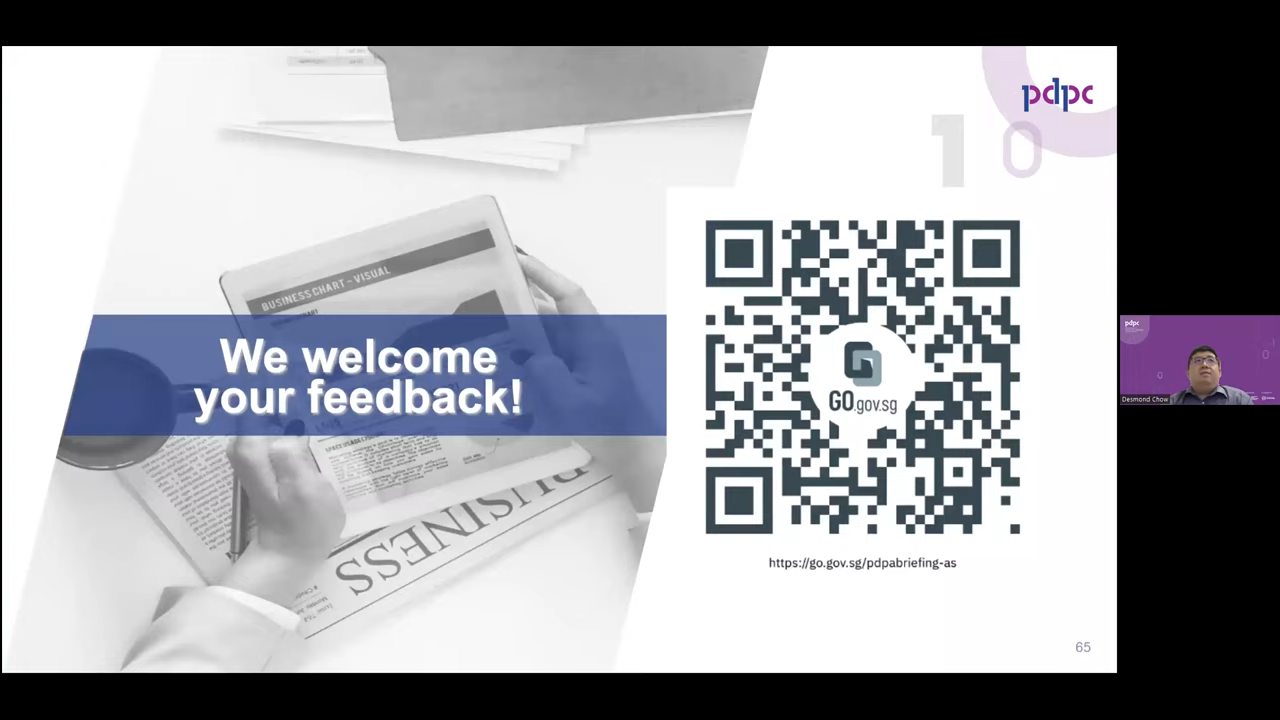 pdpc
10
BUSINESS CHART - VISUAL
We welcome
your feedback!
GO.gov.sg
BUSINESS
https://go.gov.sg/pdpabriefing-as
65
pdpc
Desmond Chow